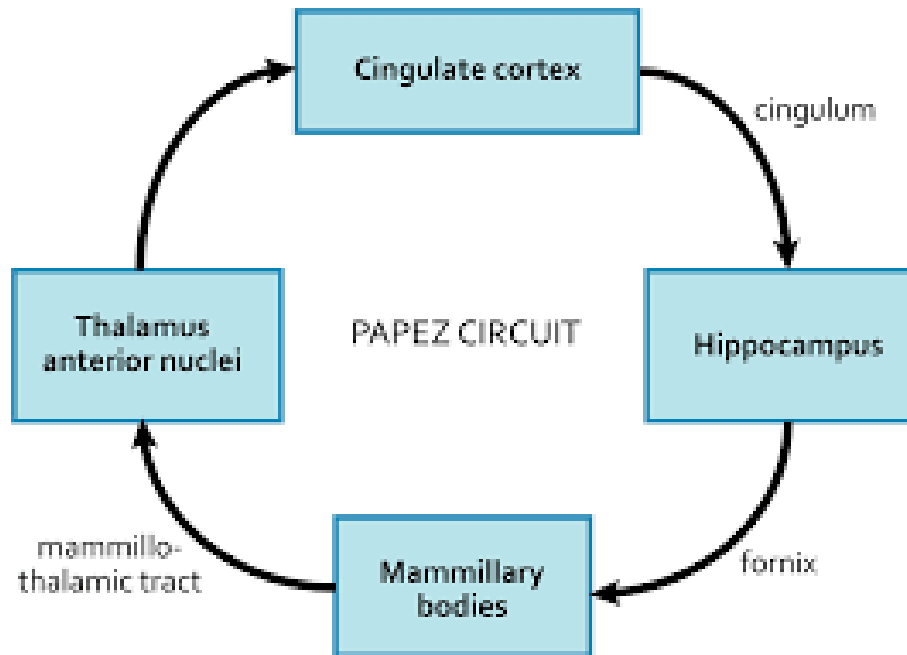 Cingulate cortex
cingulum
Thalamus
anterior nuclei
PAPEZ CIRCUIT
Hippocampus
mammillo-
thalamic tract
Mammillary
bodies
fornix